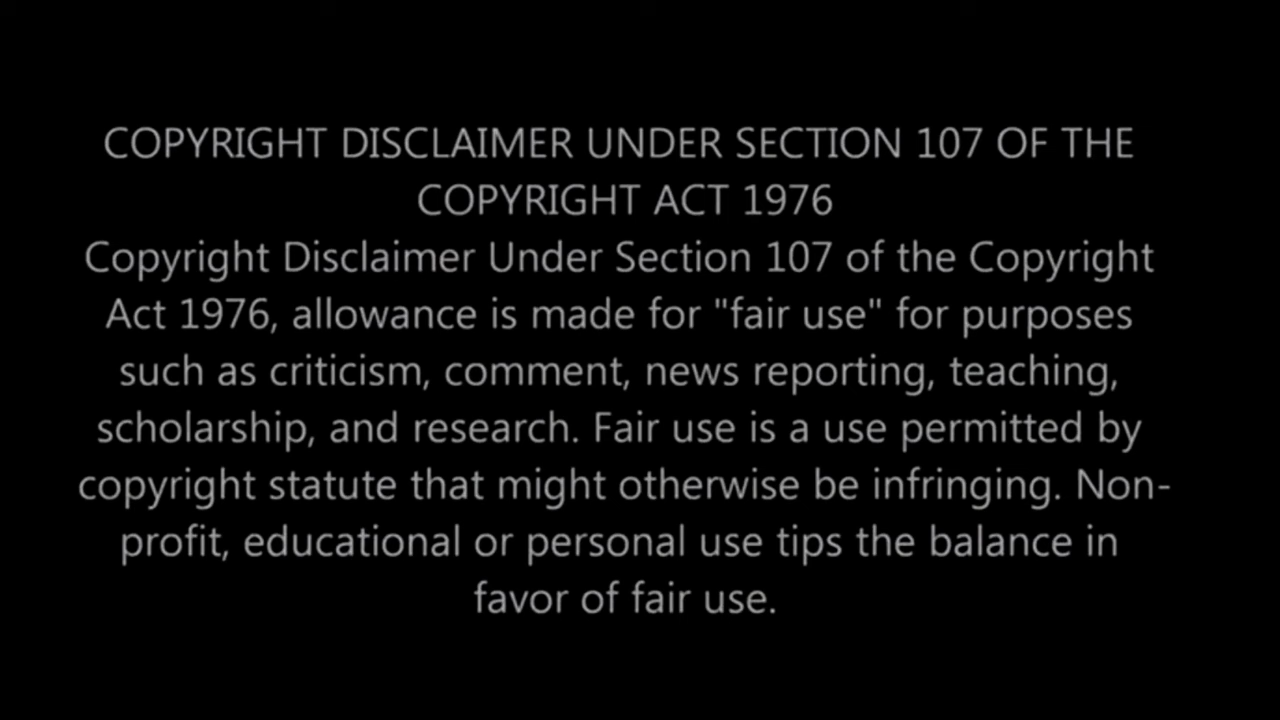 COPYRIGHT DISCLAIMER UNDER SECTION 107 OF THE
COPYRIGHT ACT 1976
Copyright Disclaimer Under Section 107 of the Copyright
Act 1976, allowance is made for "fair use" for purposes
such as criticism, comment, news reporting, teaching,
scholarship, and research. Fair use is a use permitted by
copyright statute that might otherwise be infringing. Non-
profit, educational or personal use tips the balance in
favor of fair use.